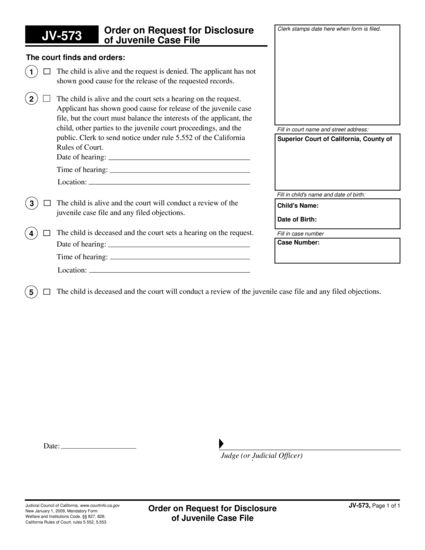 JV-573
Order on Request for Disclosure
of Juvenile Case File
Clerk stamps date here when form is filed.
The court finds and orders:
1 The child is alive and the request is denied. The applicant has not
shown good cause for the release of the requested records.
2 The child is alive and the court sets a hearing on the request.
Applicant has shown good cause for release of the juvenile case
file, but the court must balance the interests of the applicant, the
child, other parties to the juvenile court proceedings, and the
public. Clerk to send notice under rule 5.552 of the California
Rules of Court.
Date of hearing:
Time of hearing:
Location:
Fill in court name and street address:
Superior Court of California, County of
3 The child is alive and the court will conduct a review of the
juvenile case file and any filed objections.
Fill in child's name and date of birth:
Child's Name:
Date of Birth:
4 The child is deceased and the court sets a hearing on the request.
Date of hearing:
Time of hearing:
Location:
Fill in case number
Case Number:
5 The child is deceased and the court will conduct a review of the juvenile case file and any filed objections.
Date:
Judge (or Judicial Officer)
Judicial Council of California, www.courtinfo.ca.gov
New January 1, 2009, Mandatory Form
Welfare and Institutions Code, §§ 827, 828;
California Rules of Court, rules 5.552, 5.553
Order on Request for Disclosure
of Juvenile Case File
JV-573, Page 1 of 1